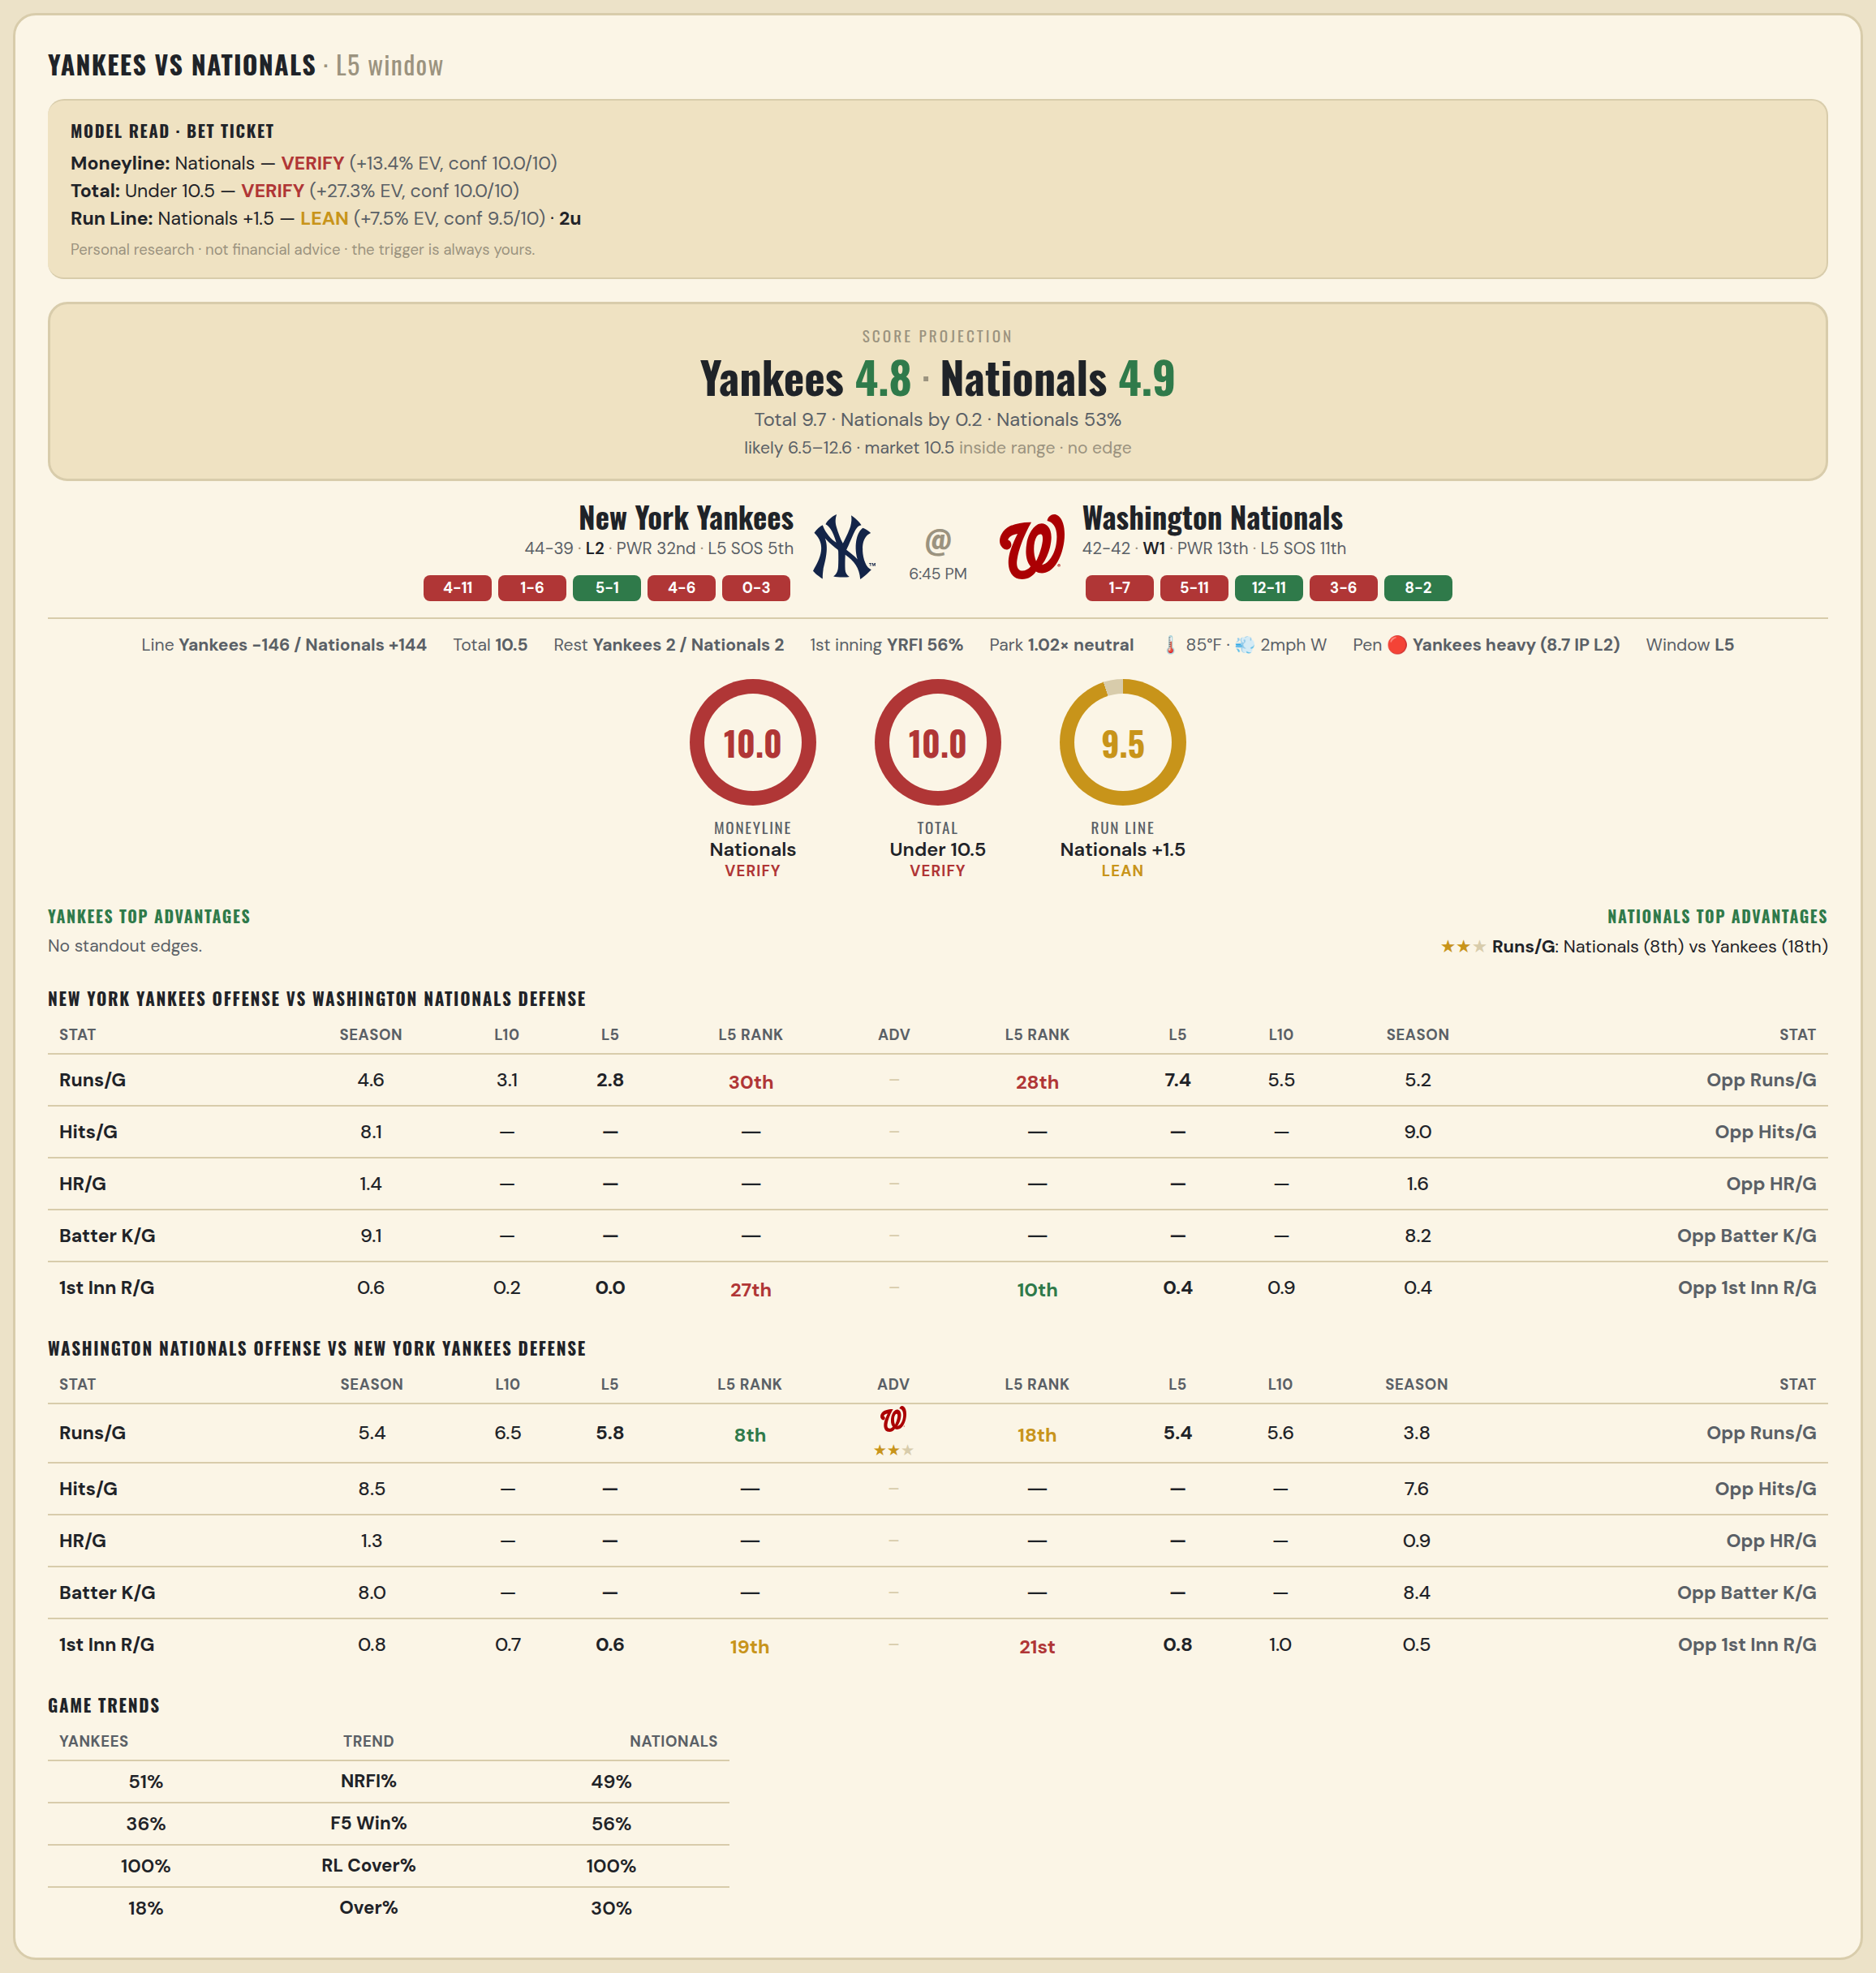 YANKEES VS NATIONALS · L5 window
MODEL READ · BET TICKET
Moneyline: Nationals — VERIFY (+13.4% EV, conf 10.0/10)
Total: Under 10.5 — VERIFY (+27.3% EV, conf 10.0/10)
Run Line: Nationals +1.5 — LEAN (+7.5% EV, conf 9.5/10) · 2u
Personal research · not financial advice · the trigger is always yours.
SCORE PROJECTION
Yankees 4.8 · Nationals 4.9
Total 9.7 · Nationals by 0.2 · Nationals 53%
likely 6.5–12.6 · market 10.5 inside range · no edge
New York Yankees
44-39 · L2 · PWR 32nd · L5 SOS 5th
4-11 1-6 5-1 4-6 0-3
@
6:45 PM
Washington Nationals
42-42 · W1 · PWR 13th · L5 SOS 11th
1-7 5-11 12-11 3-6 8-2
Line Yankees -146 / Nationals +144 Total 10.5 Rest Yankees 2 / Nationals 2 1st inning YRFI 56% Park 1.02× neutral 🌡️ 85°F · 💨 2mph W Pen 🔴 Yankees heavy (8.7 IP L2) Window L5
10.0 10.0 9.5
MONEYLINE TOTAL RUN LINE
Nationals Under 10.5 Nationals +1.5
VERIFY VERIFY LEAN
YANKEES TOP ADVANTAGES
No standout edges.
NATIONALS TOP ADVANTAGES
★★★ Runs/G: Nationals (8th) vs Yankees (18th)
NEW YORK YANKEES OFFENSE VS WASHINGTON NATIONALS DEFENSE
STAT SEASON L10 L5 L5 RANK ADV L5 RANK L5 L10 SEASON STAT
Runs/G 4.6 3.1 2.8 30th — 28th 7.4 5.5 5.2 Opp Runs/G
Hits/G 8.1 — — — — — — — 9.0 Opp Hits/G
HR/G 1.4 — — — — — — — 1.6 Opp HR/G
Batter K/G 9.1 — — — — — — — 8.2 Opp Batter K/G
1st Inn R/G 0.6 0.2 0.0 27th — 10th 0.4 0.9 0.4 Opp 1st Inn R/G
WASHINGTON NATIONALS OFFENSE VS NEW YORK YANKEES DEFENSE
STAT SEASON L10 L5 L5 RANK ADV L5 RANK L5 L10 SEASON STAT
Runs/G 5.4 6.5 5.8 8th ★★★ 18th 5.4 5.6 3.8 Opp Runs/G
Hits/G 8.5 — — — — — — — 7.6 Opp Hits/G
HR/G 1.3 — — — — — — — 0.9 Opp HR/G
Batter K/G 8.0 — — — — — — — 8.4 Opp Batter K/G
1st Inn R/G 0.8 0.7 0.6 19th — 21st 0.8 1.0 0.5 Opp 1st Inn R/G
GAME TRENDS
YANKEES TREND NATIONALS
51% NRFI% 49%
36% F5 Win% 56%
100% RL Cover% 100%
18% Over% 30%